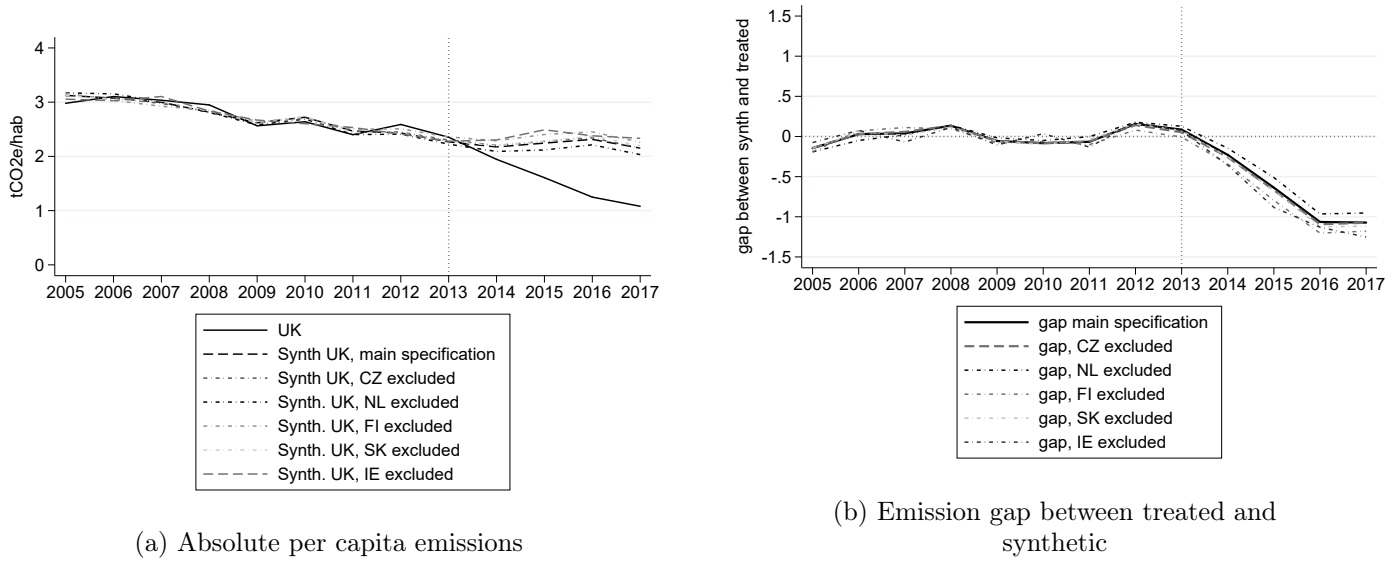 4
3
2
1
0
tCO2e/hab
2005 2006 2007 2008 2009 2010 2011 2012 2013 2014 2015 2016 2017
UK
Synth UK, main specification
Synth UK, CZ excluded
Synth. UK, NL excluded
Synth. UK, FI excluded
Synth. UK, SK excluded
Synth. UK, IE excluded
(a) Absolute per capita emissions
1.5
1
.5
0
-.5
-1
-1.5
gap between synth and treated
2005 2006 2007 2008 2009 2010 2011 2012 2013 2014 2015 2016 2017
gap main specification
gap, CZ excluded
gap, NL excluded
gap, FI excluded
gap, SK excluded
gap, IE excluded
(b) Emission gap between treated and
synthetic